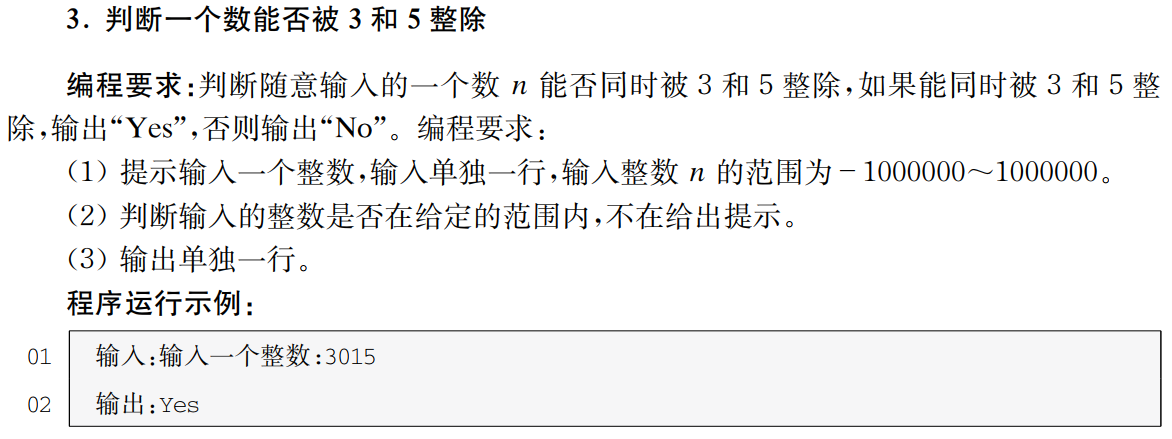 3. 判断一个数能否被 3 和 5 整除
编程要求:判断随意输入的一个数 n 能否同时被 3 和 5 整除,如果能同时被 3 和 5 整
除,输出“Yes”,否则输出“No”。编程要求:
(1) 提示输入一个整数,输入单独一行,输入整数 n 的范围为-1000000～1000000。
(2) 判断输入的整数是否在给定的范围内,不在给出提示。
(3) 输出单独一行。
程序运行示例:
01 输入:输入一个整数:3015
02 输出:Yes